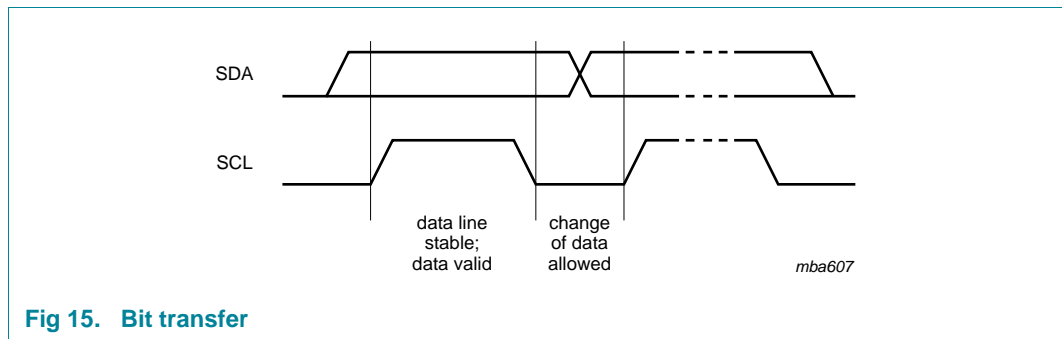 SDA
SCL
data line
stable;
data valid
change
of data
allowed
mba607
Fig 15. Bit transfer